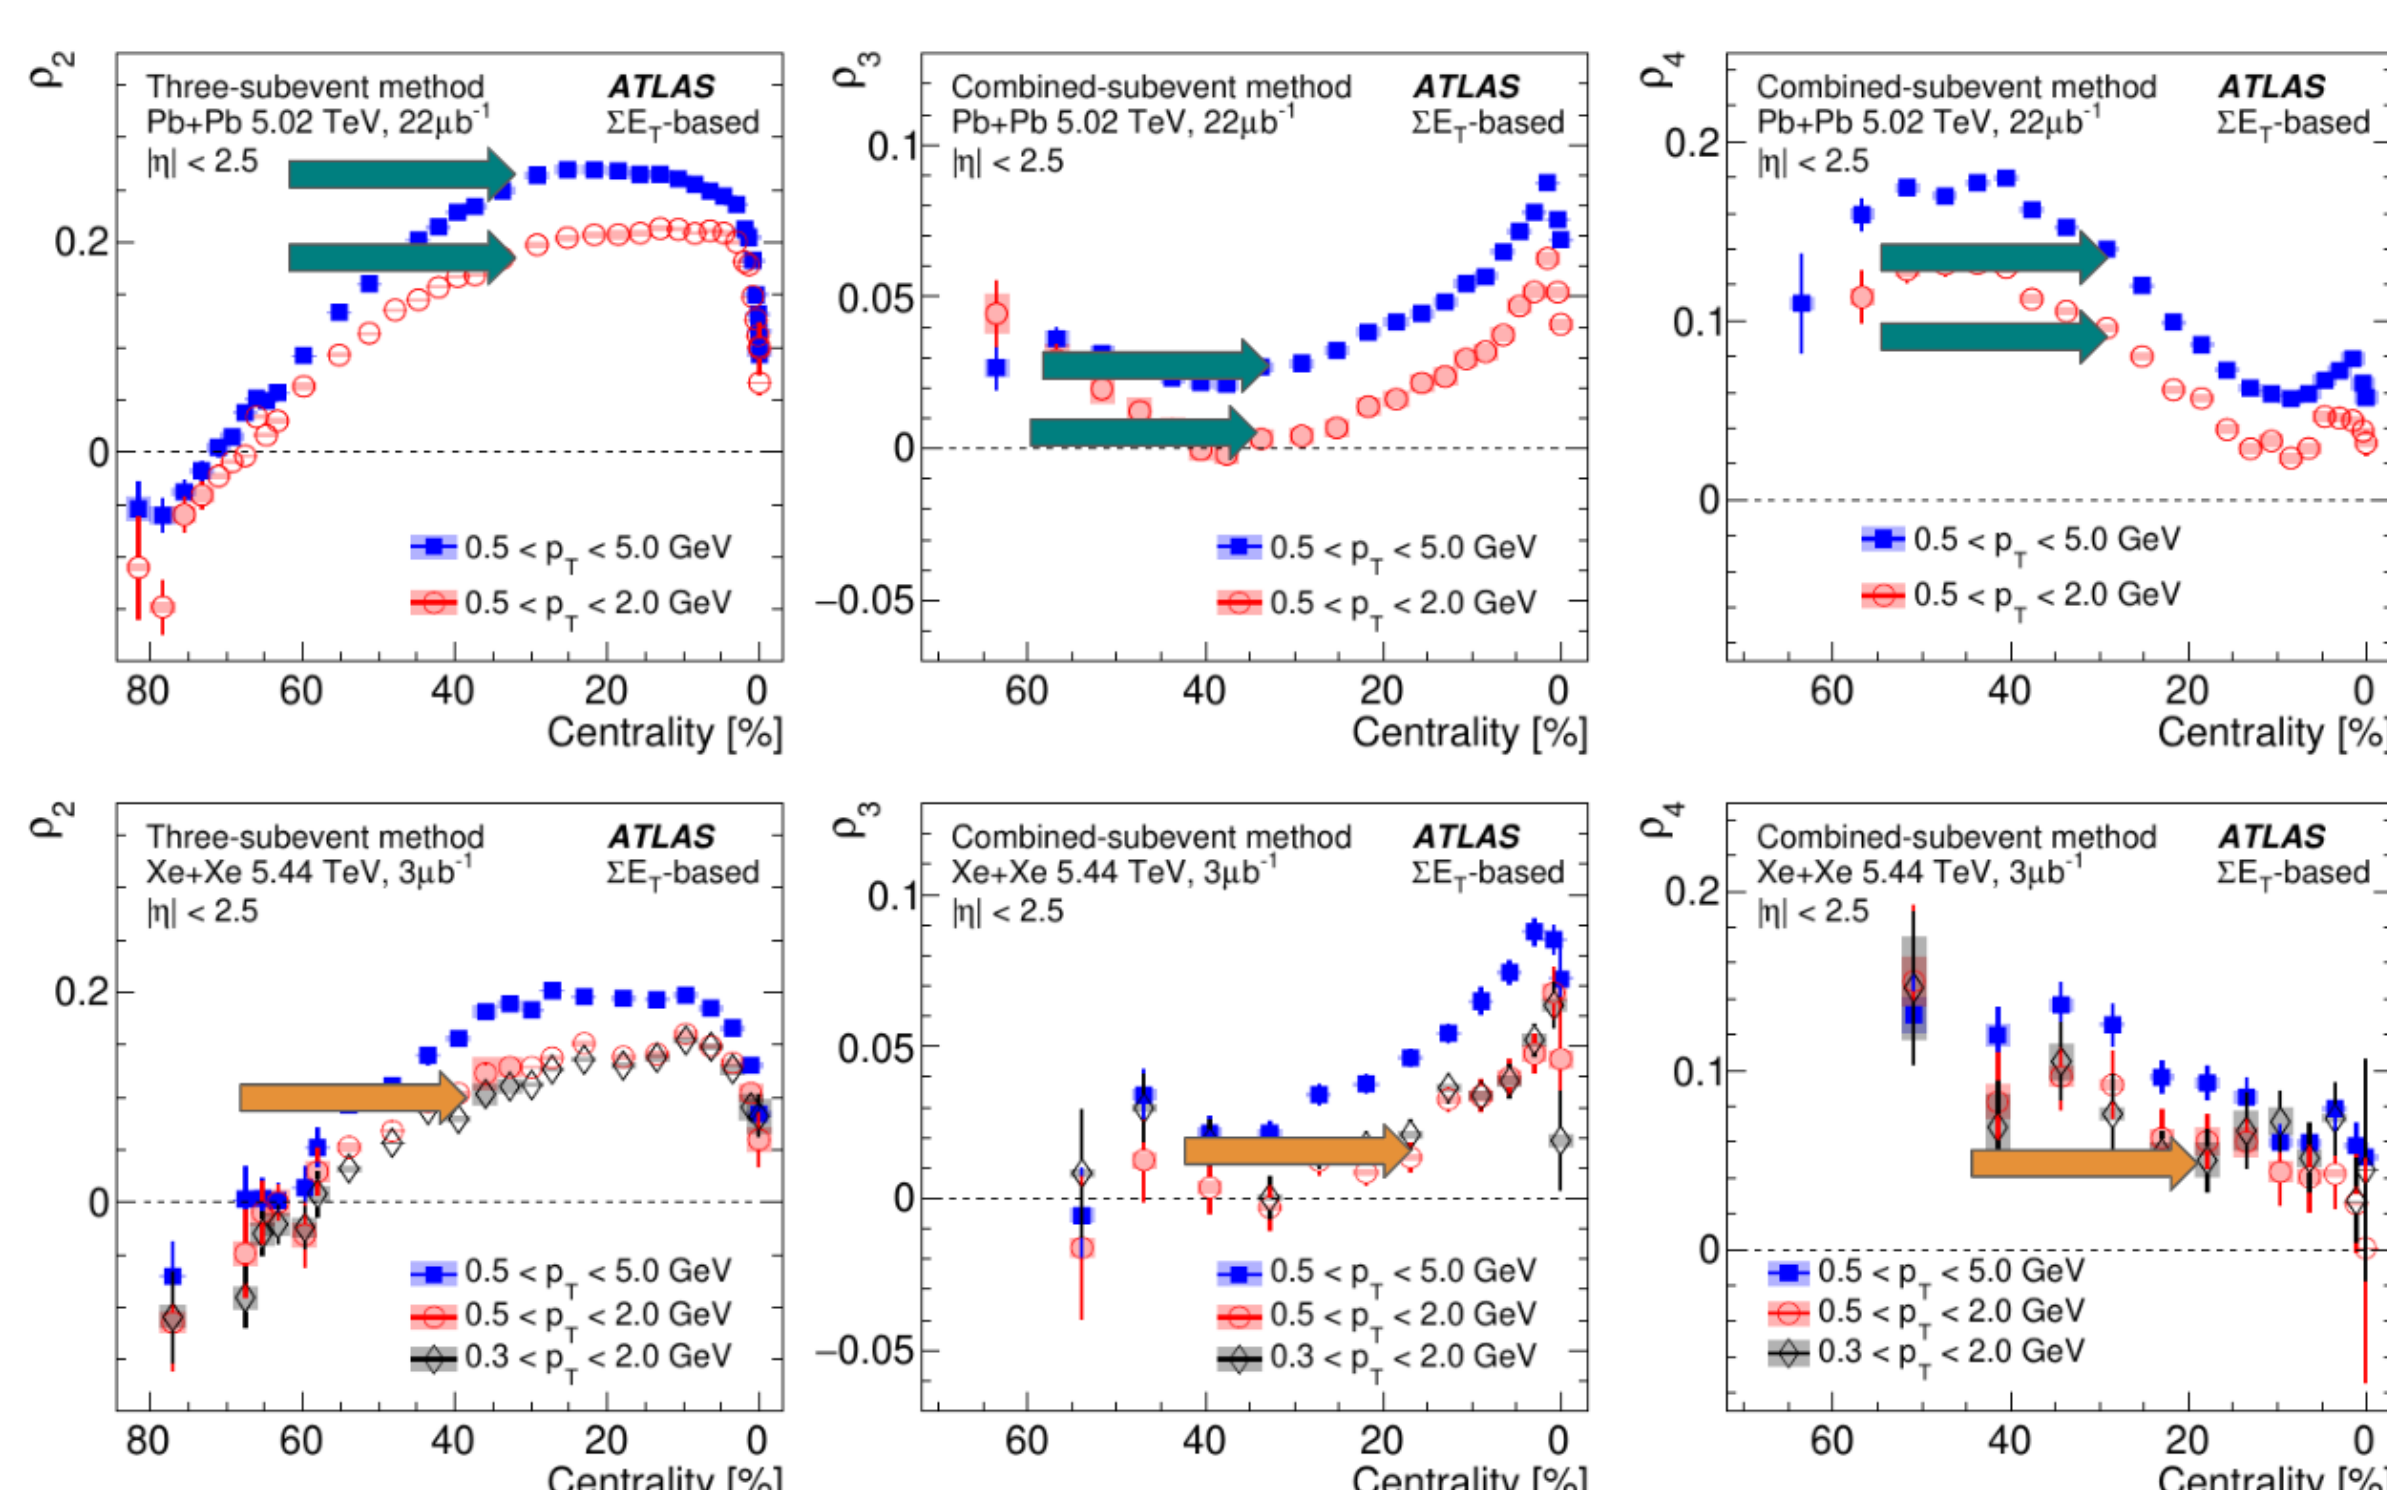 ρ2
Three-subevent method ATLAS
Pb+Pb 5.02 TeV, 22μb-1 ΣET-based
|η| < 2.5
0.2
0
0.5 < pT < 5.0 GeV
0.5 < pT < 2.0 GeV
80 60 40 20 0
Centrality [%]
ρ3
Combined-subevent method ATLAS
Pb+Pb 5.02 TeV, 22μb-1 ΣET-based
|η| < 2.5
0.1
0.05
0
−0.05
0.5 < pT < 5.0 GeV
0.5 < pT < 2.0 GeV
60 40 20 0
Centrality [%]
ρ4
Combined-subevent method ATLAS
Pb+Pb 5.02 TeV, 22μb-1 ΣET-based
|η| < 2.5
0.2
0.1
0
0.5 < pT < 5.0 GeV
0.5 < pT < 2.0 GeV
60 40 20 0
Centrality [%]
ρ2
Three-subevent method ATLAS
Xe+Xe 5.44 TeV, 3μb-1 ΣET-based
|η| < 2.5
0.2
0
0.5 < pT < 5.0 GeV
0.5 < pT < 2.0 GeV
0.3 < pT < 2.0 GeV
80 60 40 20 0
Centrality [%]
ρ3
Combined-subevent method ATLAS
Xe+Xe 5.44 TeV, 3μb-1 ΣET-based
|η| < 2.5
0.1
0.05
0
−0.05
0.5 < pT < 5.0 GeV
0.5 < pT < 2.0 GeV
0.3 < pT < 2.0 GeV
60 40 20 0
Centrality [%]
ρ4
Combined-subevent method ATLAS
Xe+Xe 5.44 TeV, 3μb-1 ΣET-based
|η| < 2.5
0.2
0.1
0
0.5 < pT < 5.0 GeV
0.5 < pT < 2.0 GeV
0.3 < pT < 2.0 GeV
60 40 20 0
Centrality [%]